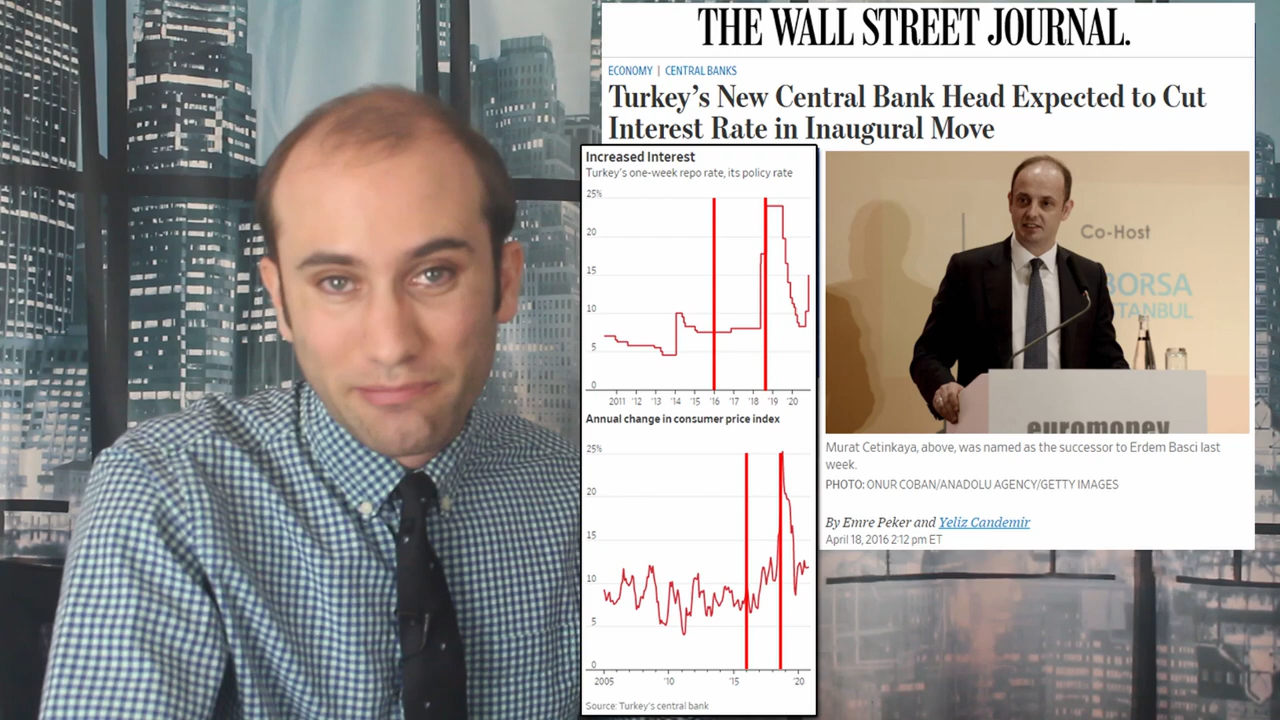 THE WALL STREET JOURNAL.
ECONOMY | CENTRAL BANKS
Turkey's New Central Bank Head Expected to Cut
Interest Rate in Inaugural Move
Increased Interest
Turkey's one-week repo rate, its policy rate
25%
20
15
10
5
0
2011 '12 '13 '14 '15 '16 '17 '18 '19 '20
Annual change in consumer price index
25%
20
15
10
5
0
2005 '10 '15 '20
Source: Turkey's central bank
Co-Host
BORSA
ISTANBUL
euromoney
Murat Cetinkaya, above, was named as the successor to Erdem Basci last
week.
PHOTO: ONUR COBAN/ANADOLU AGENCY/GETTY IMAGES
By Emre Peker and Yeliz Candemir
April 18, 2016 2:12 pm ET